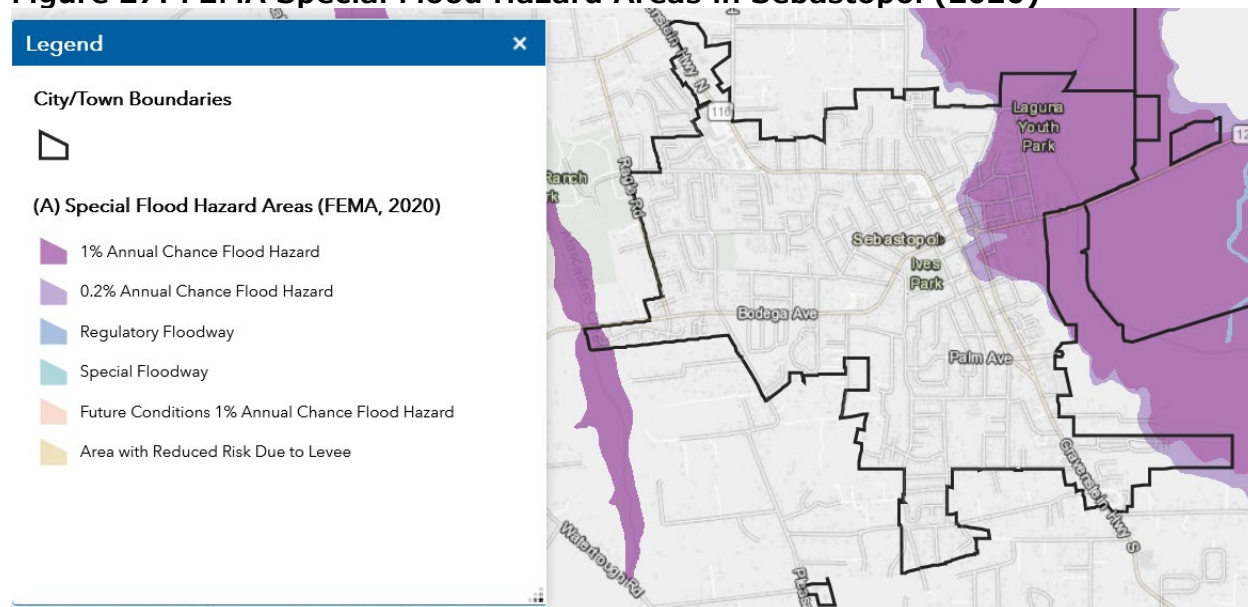 Figure 27: FEMA Special Flood Hazard Areas in Sebastopol (2020)
Legend
×
City/Town Boundaries
(A) Special Flood Hazard Areas (FEMA, 2020)
1% Annual Chance Flood Hazard
0.2% Annual Chance Flood Hazard
Regulatory Floodway
Special Floodway
Future Conditions 1% Annual Chance Flood Hazard
Area with Reduced Risk Due to Levee
Hwy N
116
Laguna
Youth
Park
12
Ranch
Ragle Rd
Sebastopol
Ives
Park
Bodega Ave
Palm Ave
Gravenstein Hwy S
Watertrough Rd